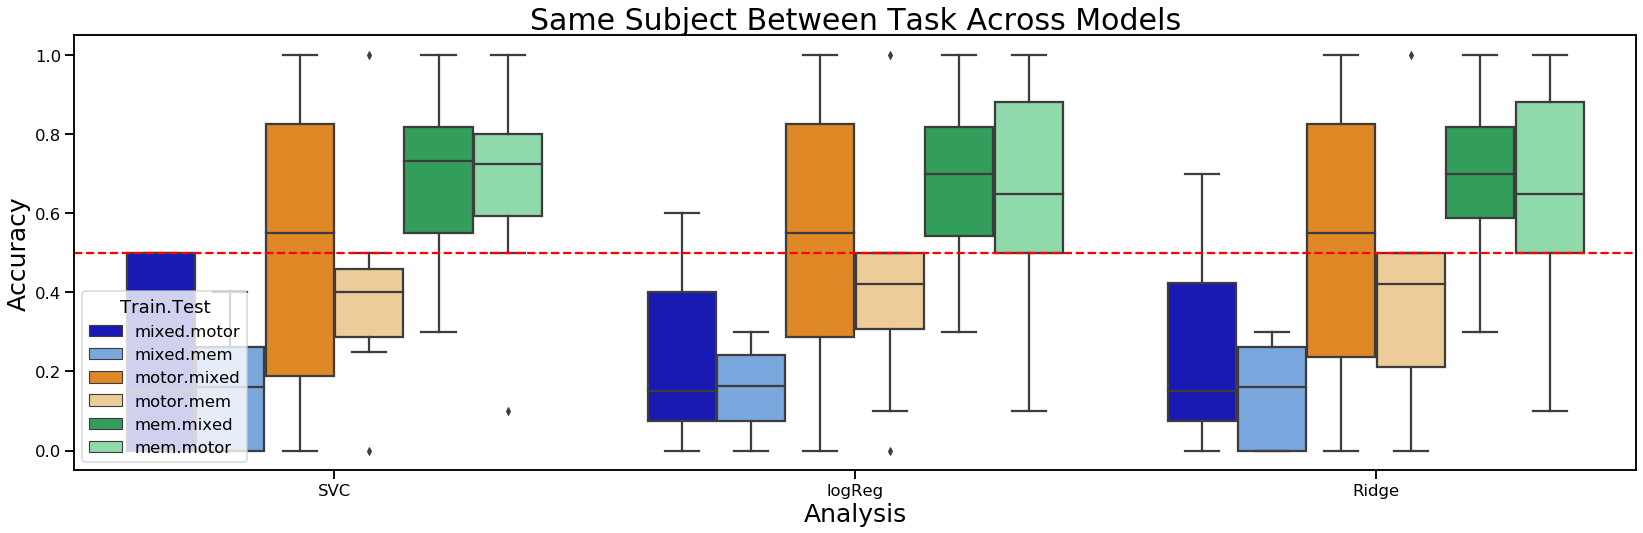 Same Subject Between Task Across Models
Accuracy
1.0
0.8
0.6
0.4
0.2
0.0
Train.Test
mixed.motor
mixed.mem
motor.mixed
motor.mem
mem.mixed
mem.motor
SVC
logReg
Ridge
Analysis